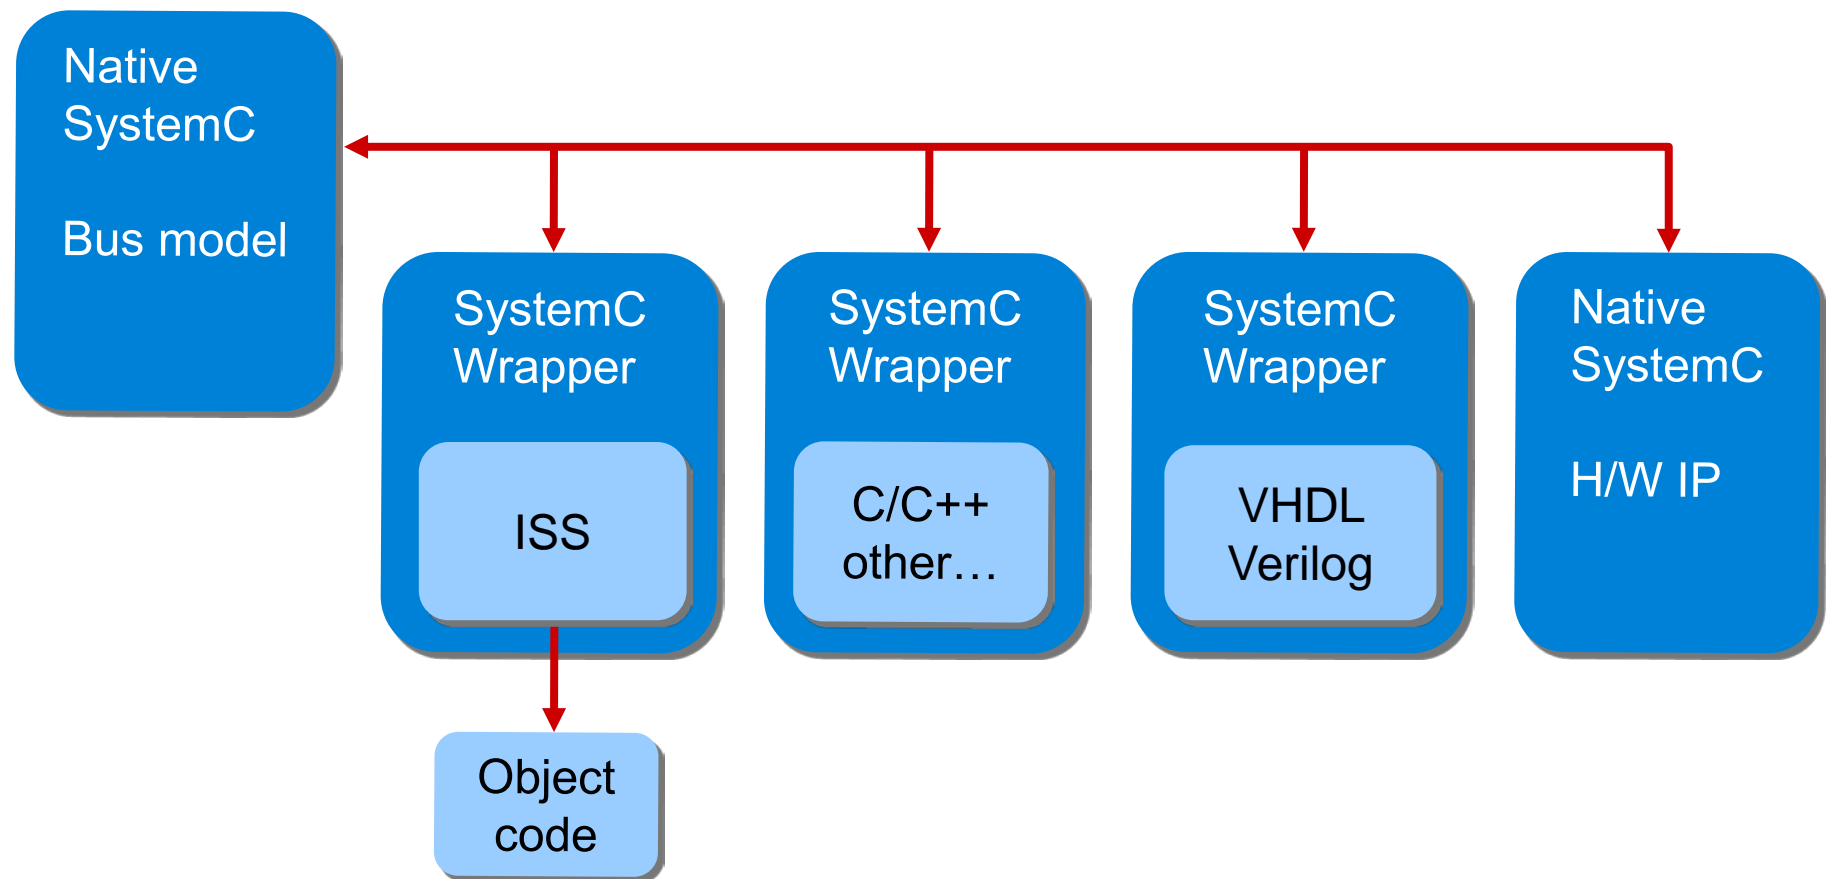 Native
SystemC
Bus model
SystemC
Wrapper
ISS
SystemC
Wrapper
C/C++
other…
SystemC
Wrapper
VHDL
Verilog
Native
SystemC
H/W IP
Object
code